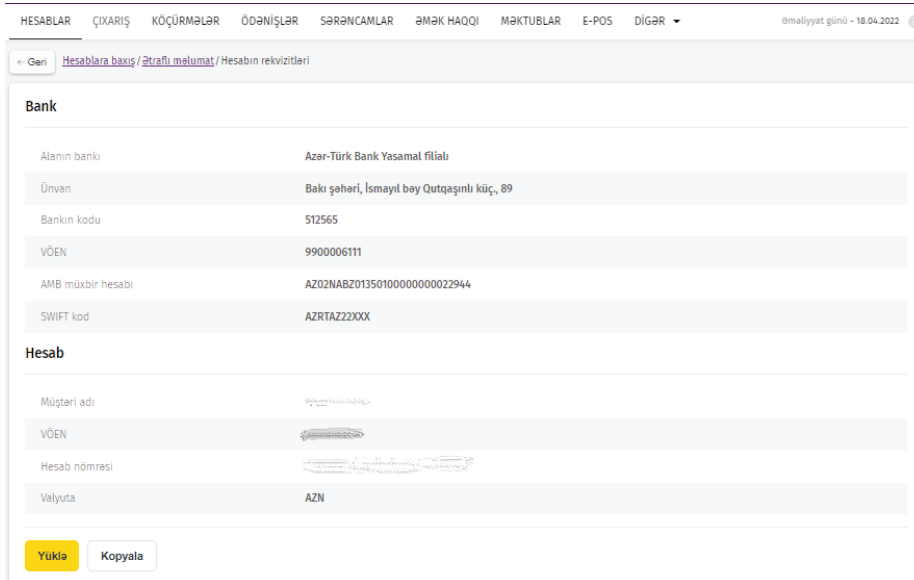 HESABLAR ÇIXARIŞ KÖÇÜRMƏLƏR ÖDƏNİŞLƏR SƏRƏNCAMLAR ƏMƏK HAQQI MƏKTUBLAR E-POS DİGƏR Əməliyyat günü - 18.04.2022
← Geri Hesablara baxış / Ətraflı məlumat / Hesabın rekvizitləri
Bank
Alanın bankı Azər-Türk Bank Yasamal filialı
Ünvan Bakı şəhəri, İsmayıl bəy Qutqaşınlı küç., 89
Bankın kodu 512565
VÖEN 9900006111
AMB müxbir hesabı AZ02NABZ01350100000000022944
SWIFT kod AZRTAZ22XXX
Hesab
Müştəri adı
VÖEN
Hesab nömrəsi
Valyuta AZN
Yüklə Kopyala